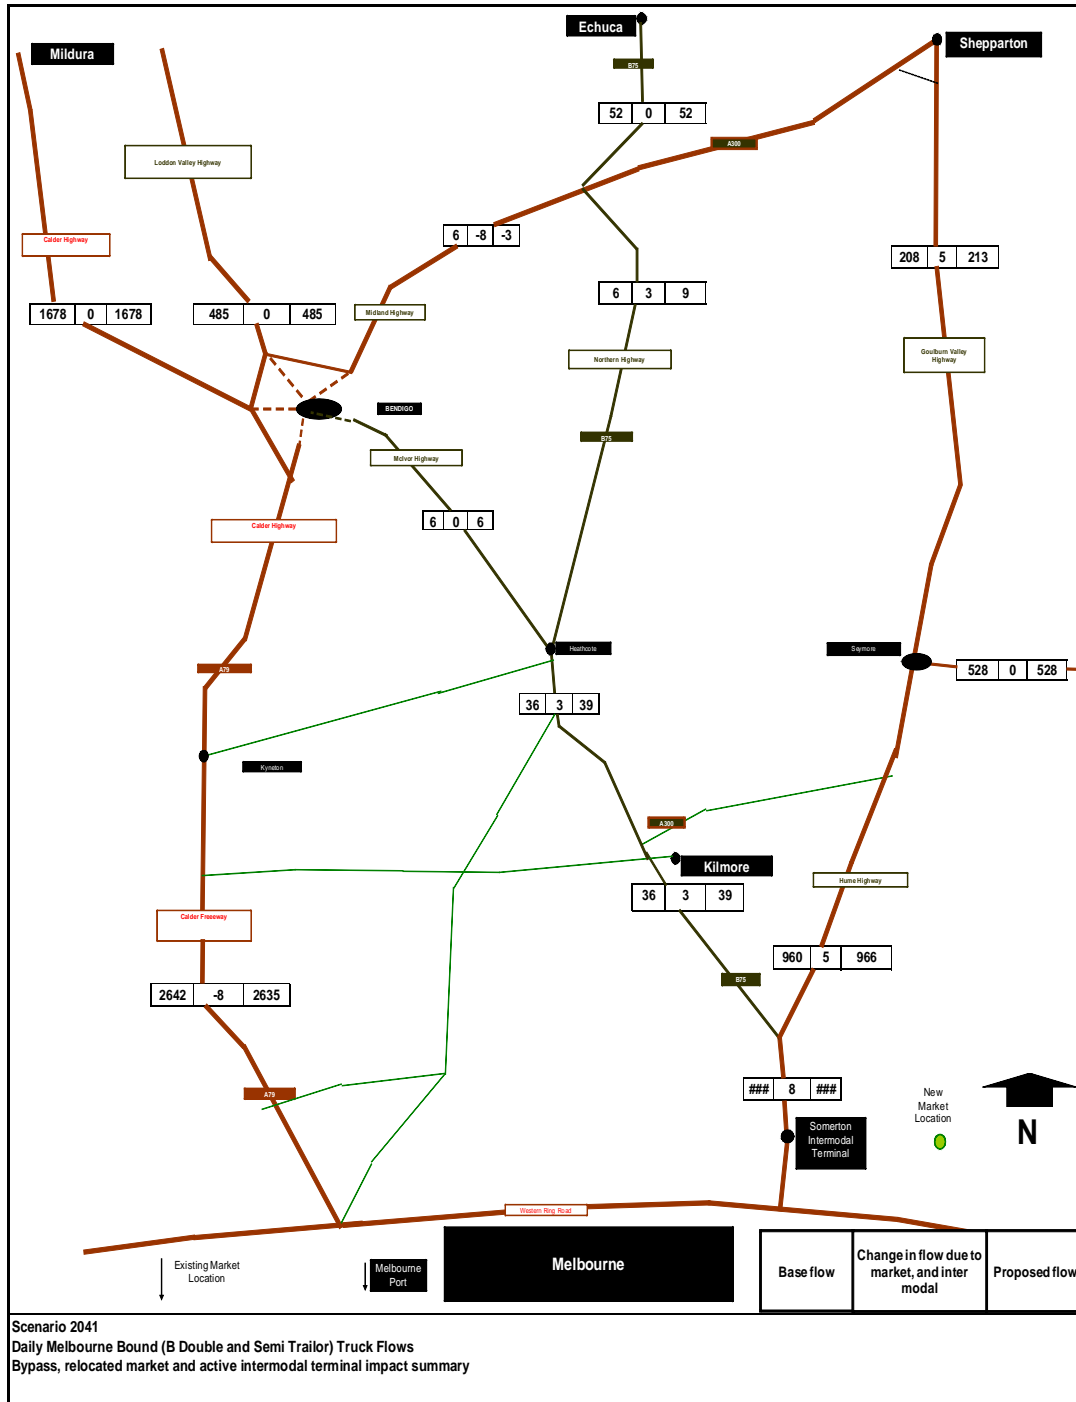 Echuca
Shepparton
Mildura
B75
52 0 52
A300
Loddon Valley Highway
6 -8 -3
Calder Highway
208 5 213
6 3 9
1678 0 1678
485 0 485
Midland Highway
Northern Highway
Goulburn Valley
Highway
BENDIGO
B75
McIvor Highway
6 0 6
Calder Highway
Heathcote
Seymore
A79
528 0 528
36 3 39
Kyneton
A300
Kilmore
Hume Highway
36 3 39
Calder Freeway
960 5 966
B75
2642 -8 2635
### 8 ###
A79
New
Market
Location
N
Somerton
Intermodal
Terminal
Western Ring Road
Existing Market
Location
Melbourne
Port
Melbourne
Base flow
Change in flow due to
market, and inter
modal
Proposed flow
Scenario 2041
Daily Melbourne Bound (B Double and Semi Trailor) Truck Flows
Bypass, relocated market and active intermodal terminal impact summary